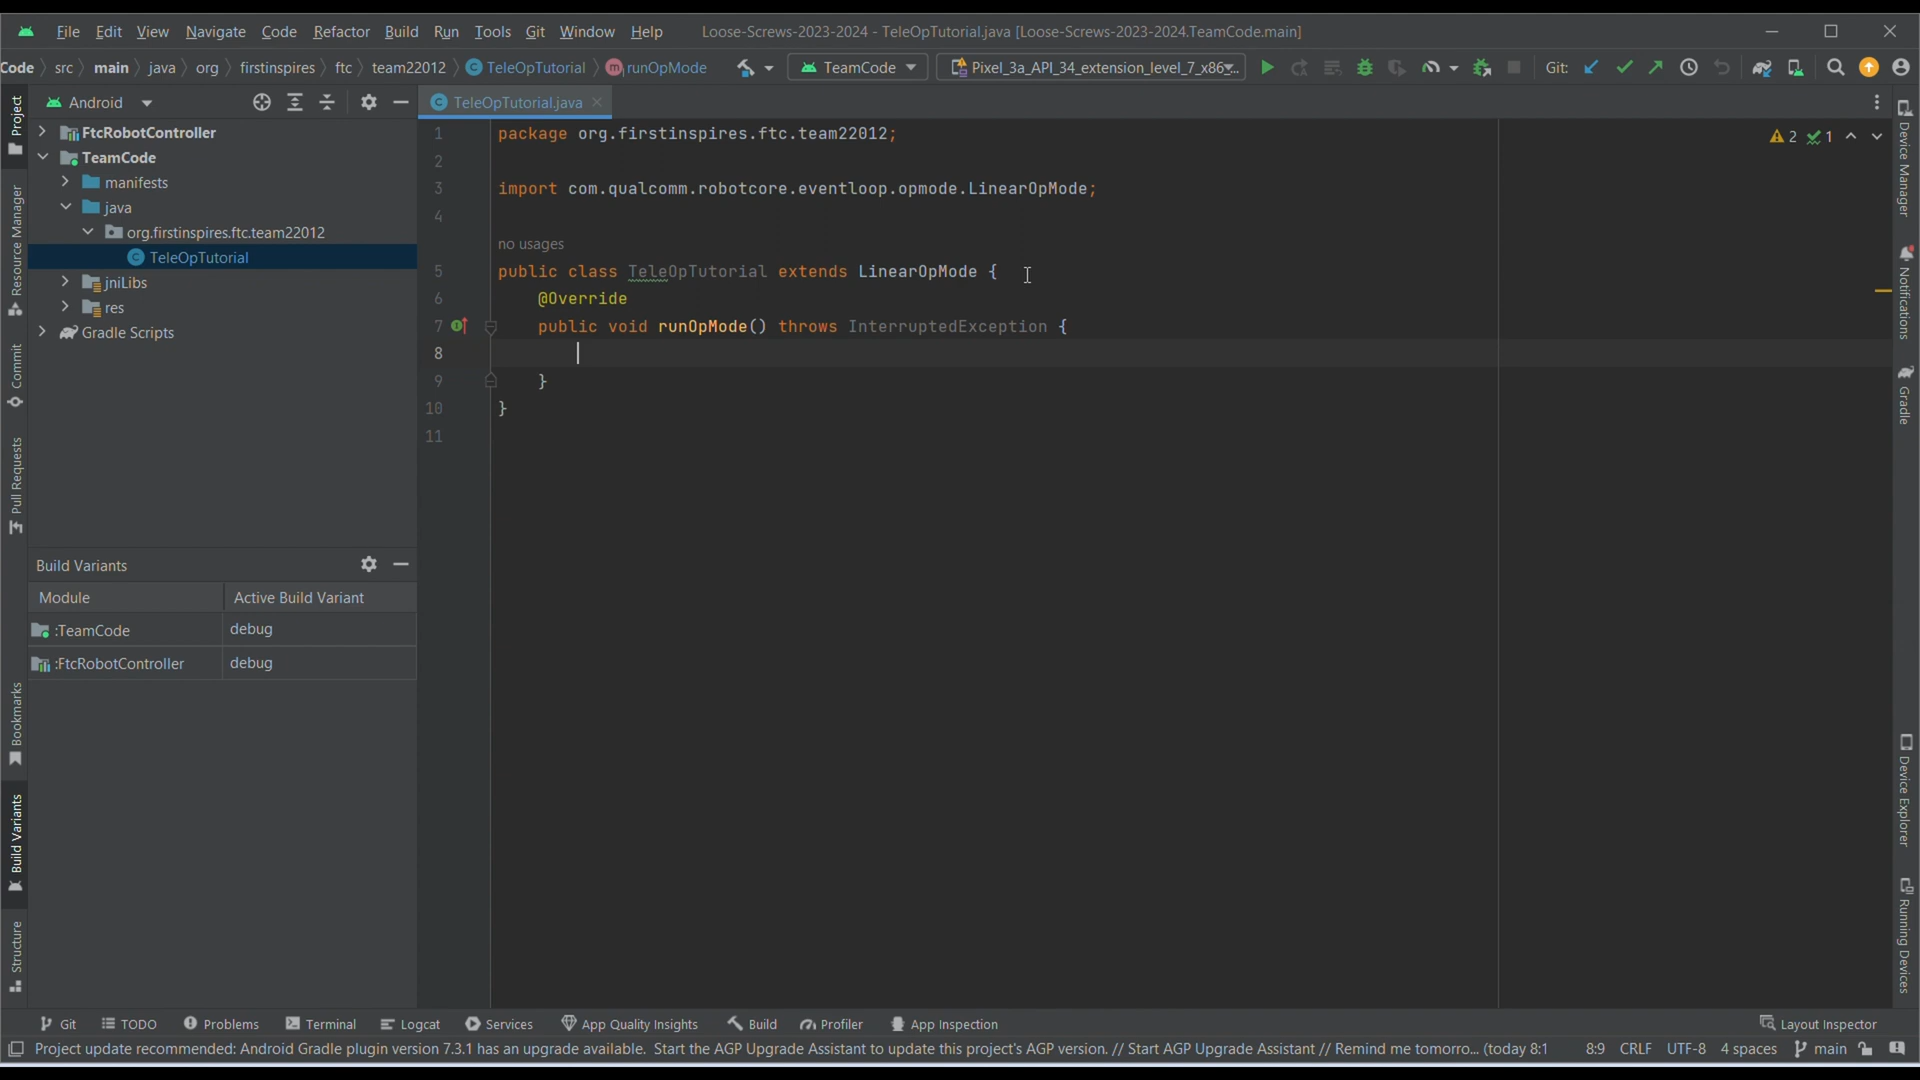 File Edit View Navigate Code Refactor Build Run Tools Git Window Help Loose-Screws-2023-2024 - TeleOpTutorial.java [Loose-Screws-2023-2024.TeamCode.main]
Code src main java org firstinspires ftc team22012 TeleOpTutorial runOpMode TeamCode Pixel_3a_API_34_extension_level_7_x86... Git:
Android
TeleOpTutorial.java
FtcRobotController
TeamCode
manifests
java
org.firstinspires.ftc.team22012
TeleOpTutorial
jniLibs
res
Gradle Scripts
Build Variants
Module Active Build Variant
:TeamCode debug
:FtcRobotController debug
1 package org.firstinspires.ftc.team22012;
2
3 import com.qualcomm.robotcore.eventloop.opmode.LinearOpMode;
4
no usages
5 public class TeleOpTutorial extends LinearOpMode {
6 @Override
7 public void runOpMode() throws InterruptedException {
8
9 }
10 }
11
2 1
Project
Resource Manager
Commit
Pull Requests
Bookmarks
Build Variants
Structure
Device Manager
Notifications
Gradle
Device Explorer
Running Devices
Git TODO Problems Terminal Logcat Services App Quality Insights Build Profiler App Inspection Layout Inspector
Project update recommended: Android Gradle plugin version 7.3.1 has an upgrade available. Start the AGP Upgrade Assistant to update this project's AGP version. // Start AGP Upgrade Assistant // Remind me tomorro... (today 8:1 8:9 CRLF UTF-8 4 spaces main